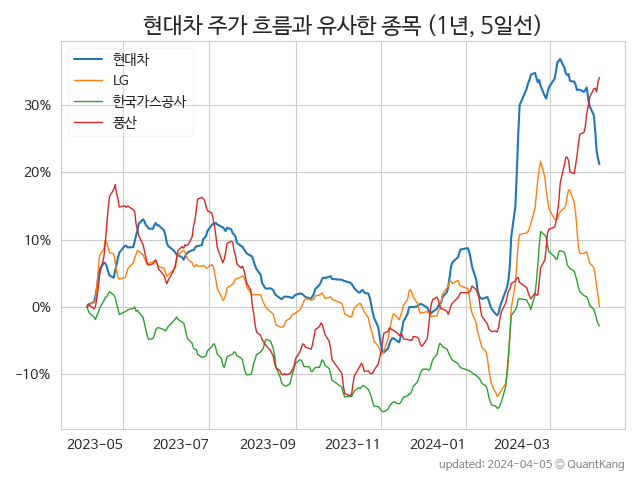 현대차 주가 흐름과 유사한 종목 (1년, 5일선)
현대차
LG
한국가스공사
풍산
30%
20%
10%
0%
−10%
2023-05 2023-07 2023-09 2023-11 2024-01 2024-03
updated: 2024-04-05 © QuantKang